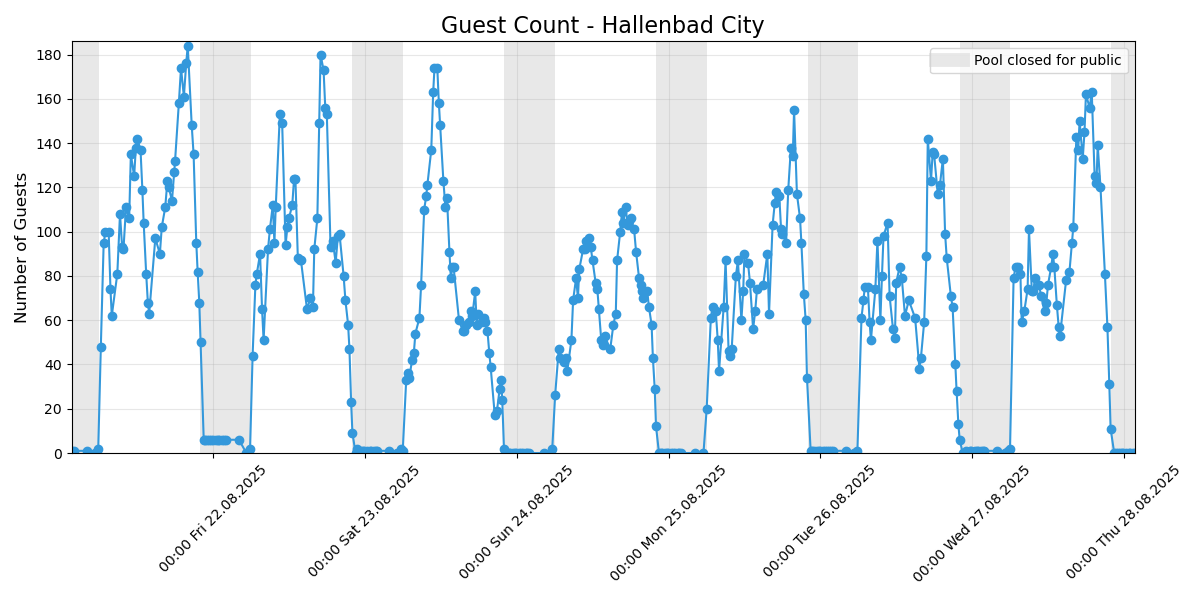 Guest Count - Hallenbad City
Pool closed for public
Number of Guests
180
160
140
120
100
80
60
40
20
0
00:00 Fri 22.08.2025
00:00 Sat 23.08.2025
00:00 Sun 24.08.2025
00:00 Mon 25.08.2025
00:00 Tue 26.08.2025
00:00 Wed 27.08.2025
00:00 Thu 28.08.2025